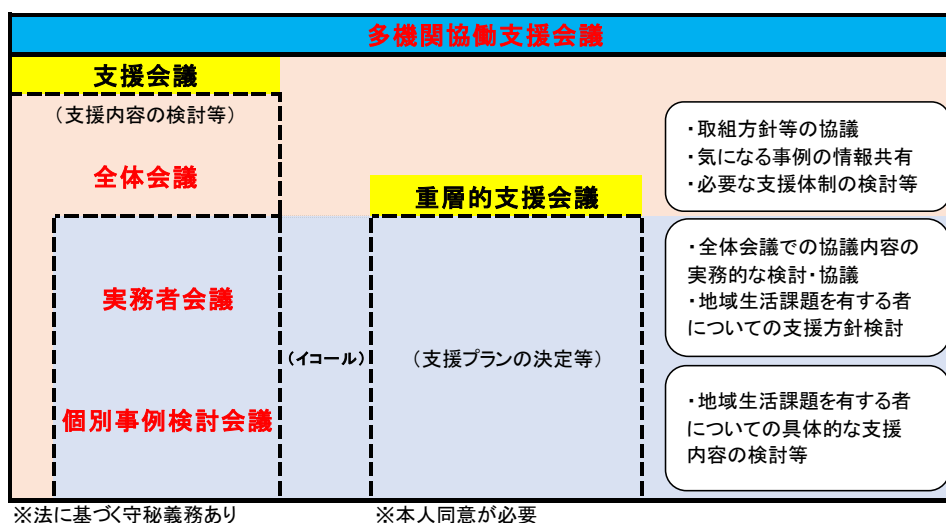 多機関協働支援会議
支援会議
（支援内容の検討等）
全体会議
実務者会議
個別事例検討会議
（イコール）
重層的支援会議
（支援プランの決定等）
・取組方針等の協議
・気になる事例の情報共有
・必要な支援体制の検討等
・全体会議での協議内容の
実務的な検討・協議
・地域生活課題を有する者
についての支援方針検討
・地域生活課題を有する者
についての具体的な支援
内容の検討等
※法に基づく守秘義務あり
※本人同意が必要